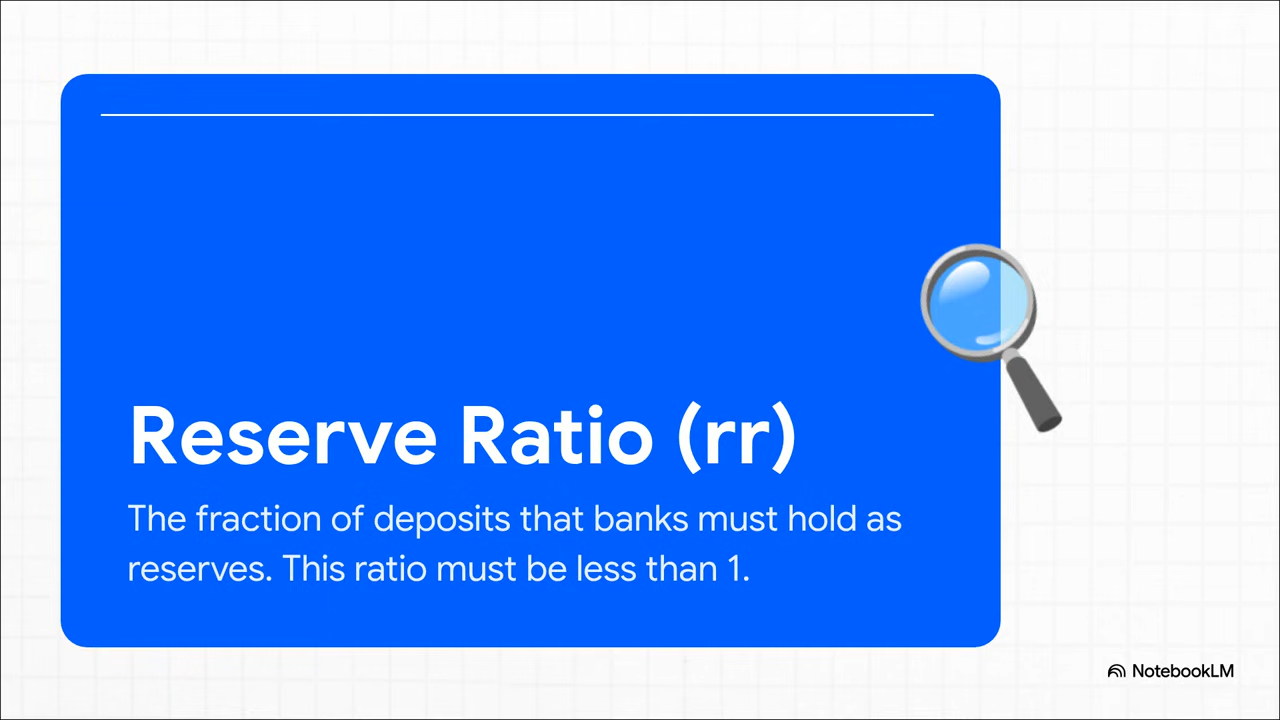 Reserve Ratio (rr)
The fraction of deposits that banks must hold as
reserves. This ratio must be less than 1.
NotebookLM